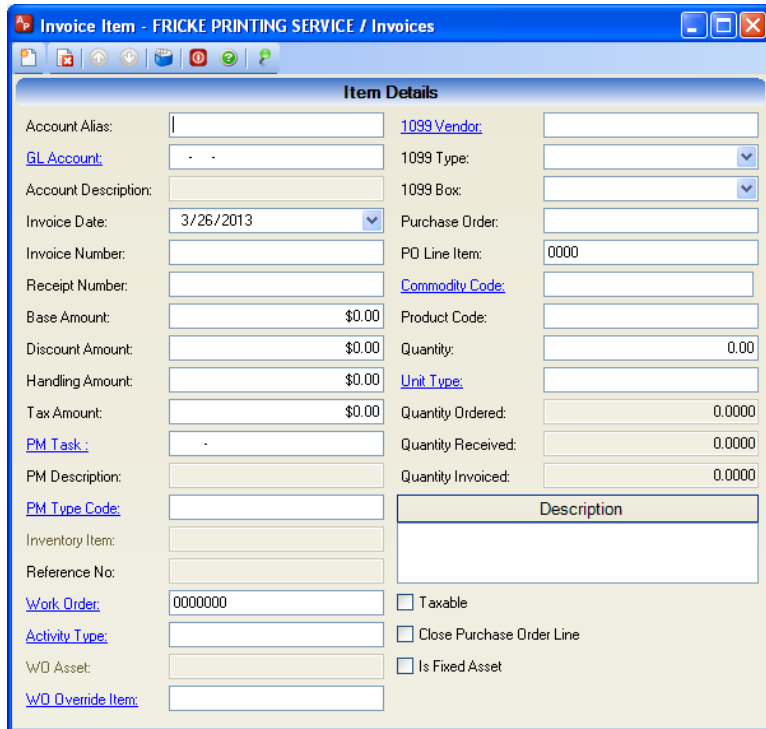 AP Invoice Item - FRICKE PRINTING SERVICE / Invoices
Item Details
Account Alias:
GL Account: - -
Account Description:
Invoice Date: 3/26/2013
Invoice Number:
Receipt Number:
Base Amount: $0.00
Discount Amount: $0.00
Handling Amount: $0.00
Tax Amount: $0.00
PM Task : -
PM Description:
PM Type Code:
Inventory Item:
Reference No:
Work Order: 0000000
Activity Type:
WO Asset:
WO Override Item:
1099 Vendor:
1099 Type:
1099 Box:
Purchase Order:
PO Line Item: 0000
Commodity Code:
Product Code:
Quantity: 0.00
Unit Type:
Quantity Ordered: 0.0000
Quantity Received: 0.0000
Quantity Invoiced: 0.0000
Description
Taxable
Close Purchase Order Line
Is Fixed Asset